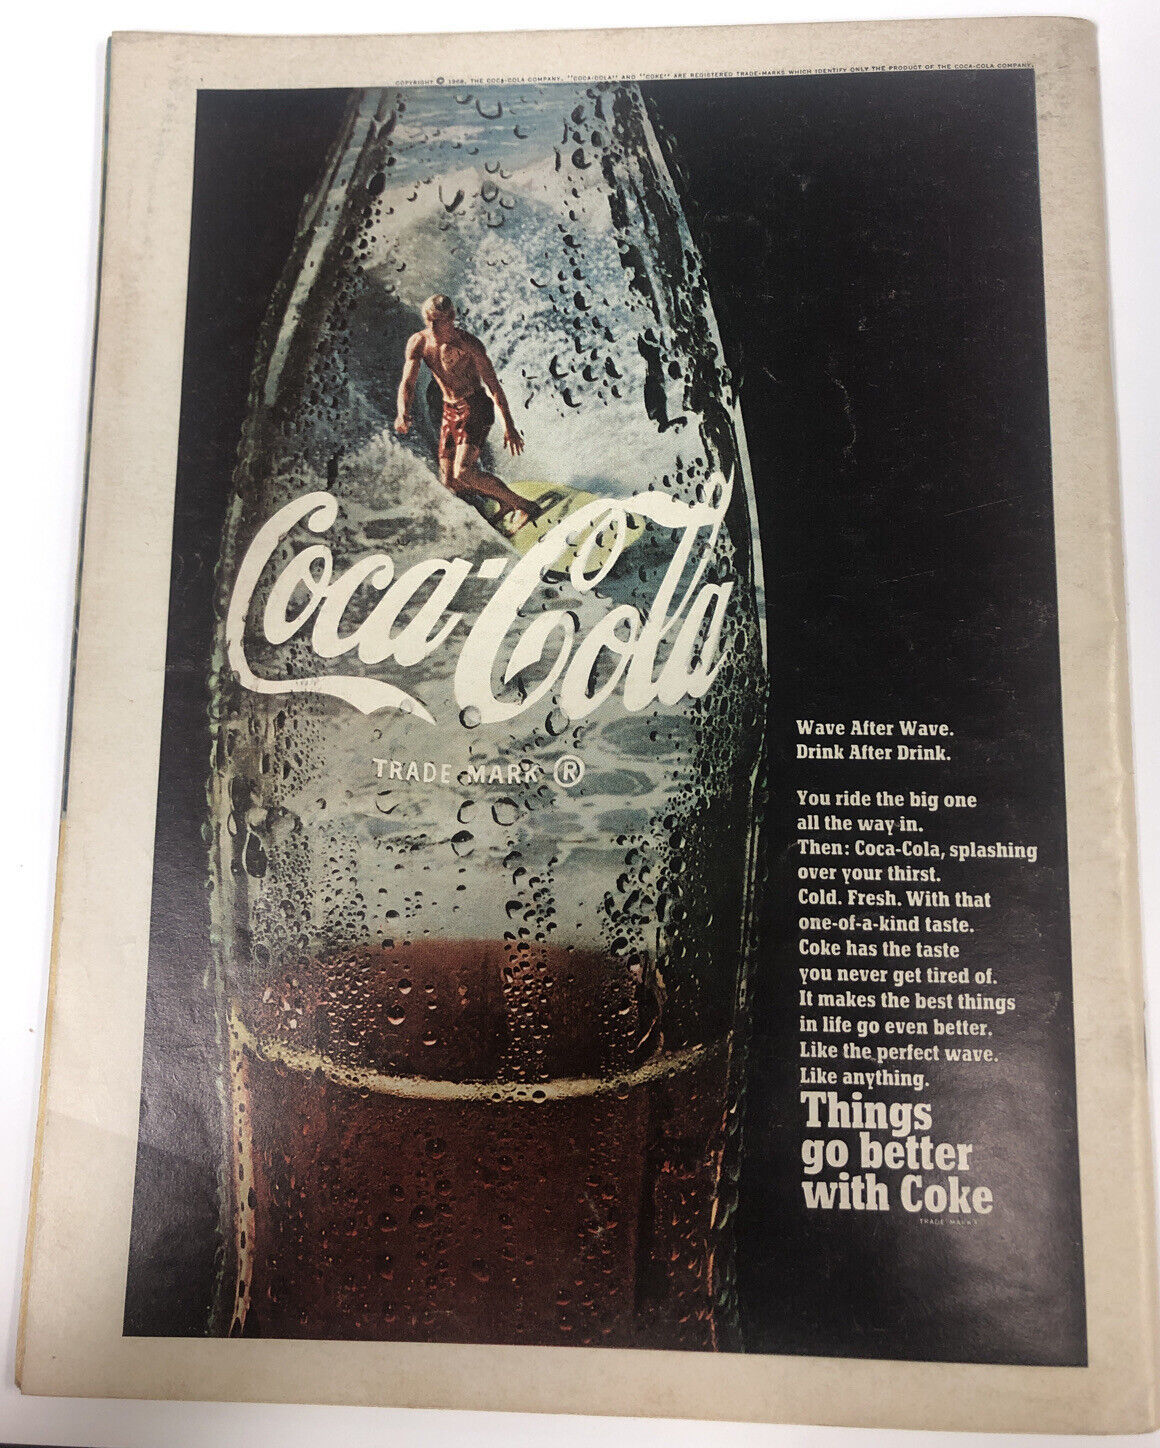 COPYRIGHT © 1968, THE COCA-COLA COMPANY. "COCA-COLA" AND "COKE" ARE REGISTERED TRADE-MARKS WHICH IDENTIFY ONLY THE PRODUCT OF THE COCA-COLA COMPANY.
Coca-Cola
TRADE MARK ®
Wave After Wave.
Drink After Drink.
You ride the big one
all the way in.
Then: Coca-Cola, splashing
over your thirst.
Cold. Fresh. With that
one-of-a-kind taste.
Coke has the taste
you never get tired of.
It makes the best things
in life go even better.
Like the perfect wave.
Like anything.
Things
go better
with Coke
TRADE MARK